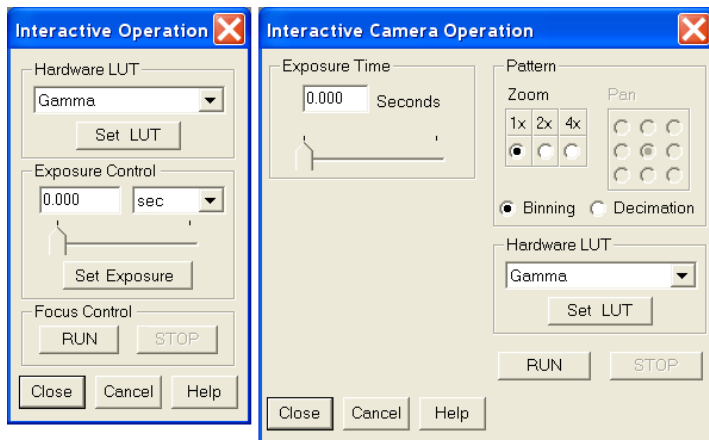 Interactive Operation
Hardware LUT
Gamma
Set LUT
Exposure Control
0.000 sec
Set Exposure
Focus Control
RUN STOP
Close Cancel Help
Interactive Camera Operation
Exposure Time
0.000 Seconds
Pattern
Zoom Pan
1x 2x 4x
Binning Decimation
Hardware LUT
Gamma
Set LUT
RUN STOP
Close Cancel Help